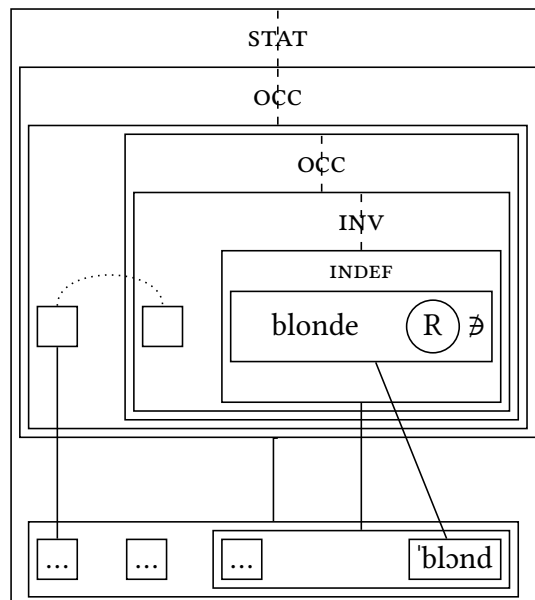 STAT
OCC
OCC
INV
INDEF
blonde R ∌
... ... ... ˈblɔnd